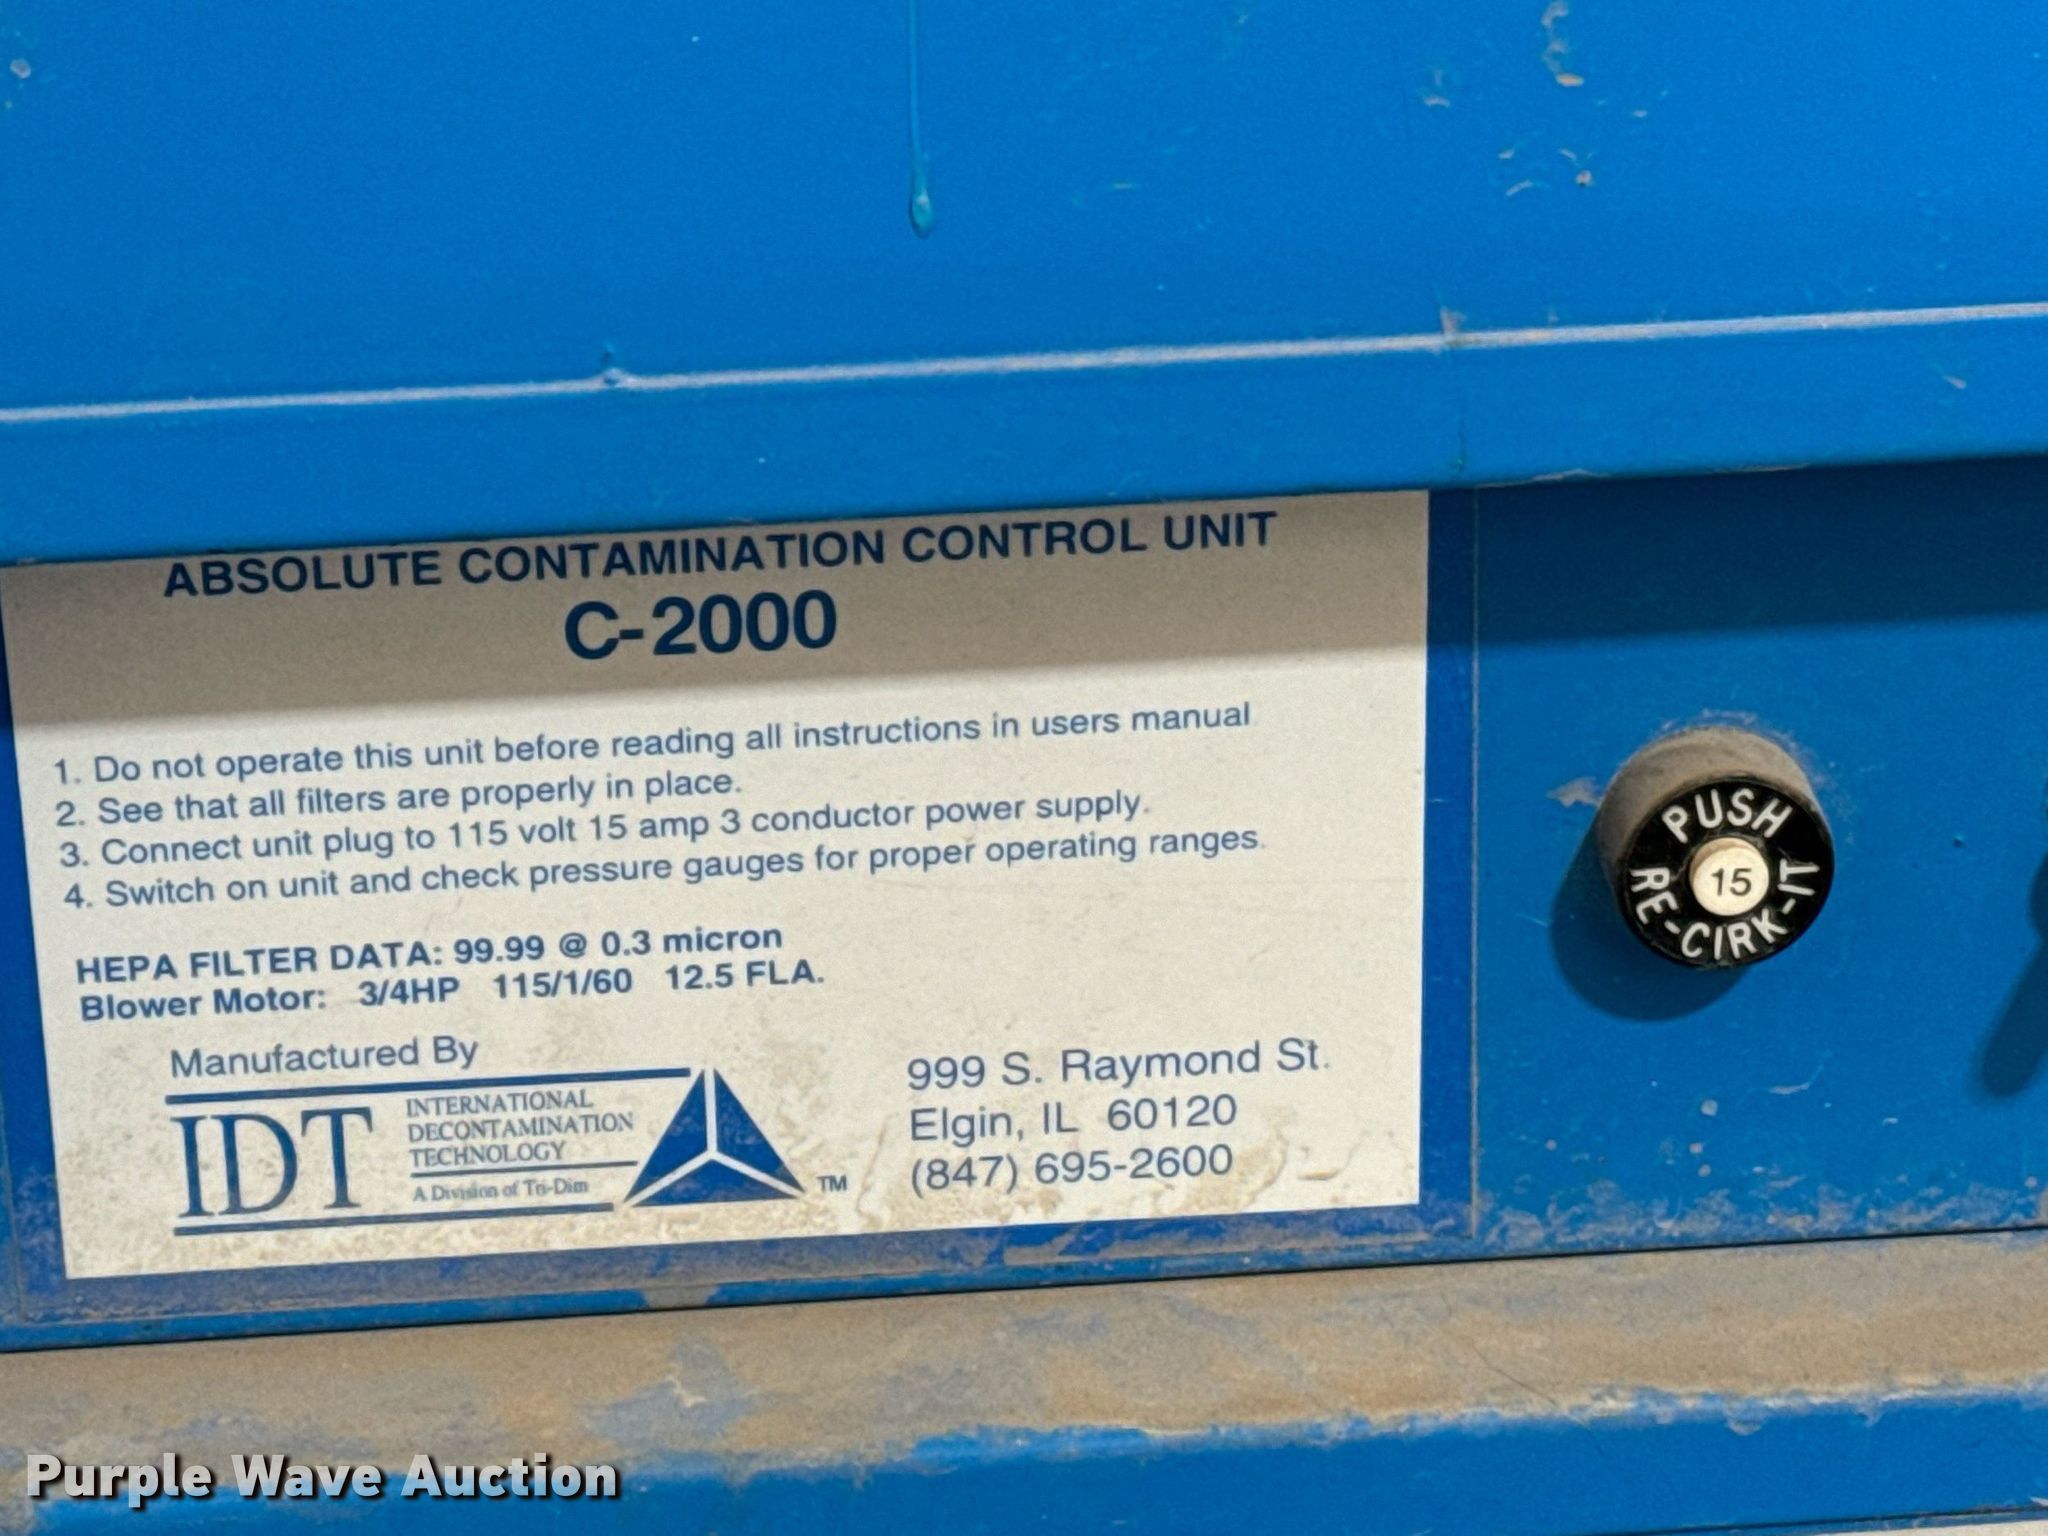 ABSOLUTE CONTAMINATION CONTROL UNIT
C-2000
1. Do not operate this unit before reading all instructions in users manual
2. See that all filters are properly in place.
3. Connect unit plug to 115 volt 15 amp 3 conductor power supply.
4. Switch on unit and check pressure gauges for proper operating ranges.
HEPA FILTER DATA: 99.99 @ 0.3 micron
Blower Motor: 3/4HP 115/1/60 12.5 FLA.
Manufactured By
IDT
INTERNATIONAL
DECONTAMINATION
TECHNOLOGY
A Division of Tri-Dim
TM
999 S. Raymond St.
Elgin, IL 60120
(847) 695-2600
PUSH
15
RE-CIRK-IT
Purple Wave Auction